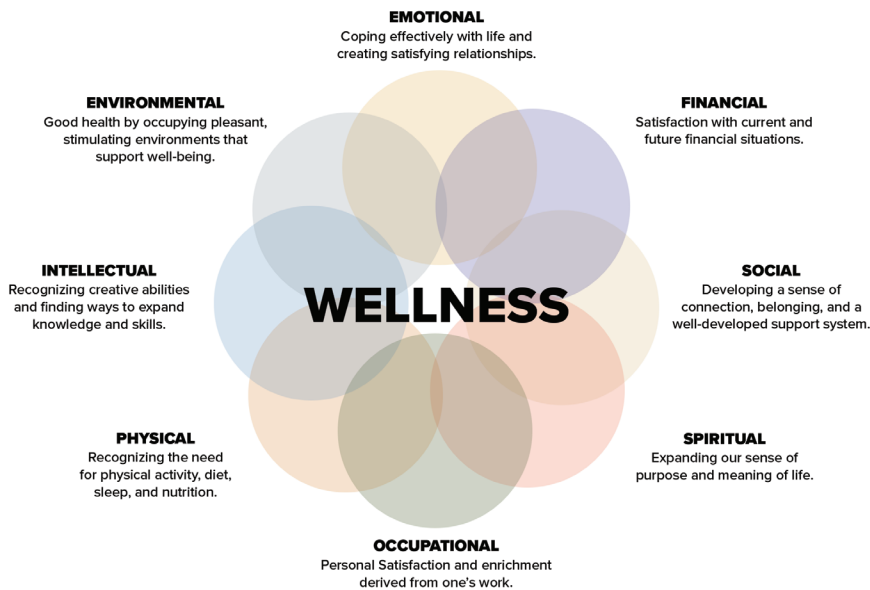 EMOTIONAL
Coping effectively with life and
creating satisfying relationships.
FINANCIAL
Satisfaction with current and
future financial situations.
SOCIAL
Developing a sense of
connection, belonging, and a
well-developed support system.
SPIRITUAL
Expanding our sense of
purpose and meaning of life.
OCCUPATIONAL
Personal Satisfaction and enrichment
derived from one's work.
PHYSICAL
Recognizing the need
for physical activity, diet,
sleep, and nutrition.
INTELLECTUAL
Recognizing creative abilities
and finding ways to expand
knowledge and skills.
ENVIRONMENTAL
Good health by occupying pleasant,
stimulating environments that
support well-being.
WELLNESS